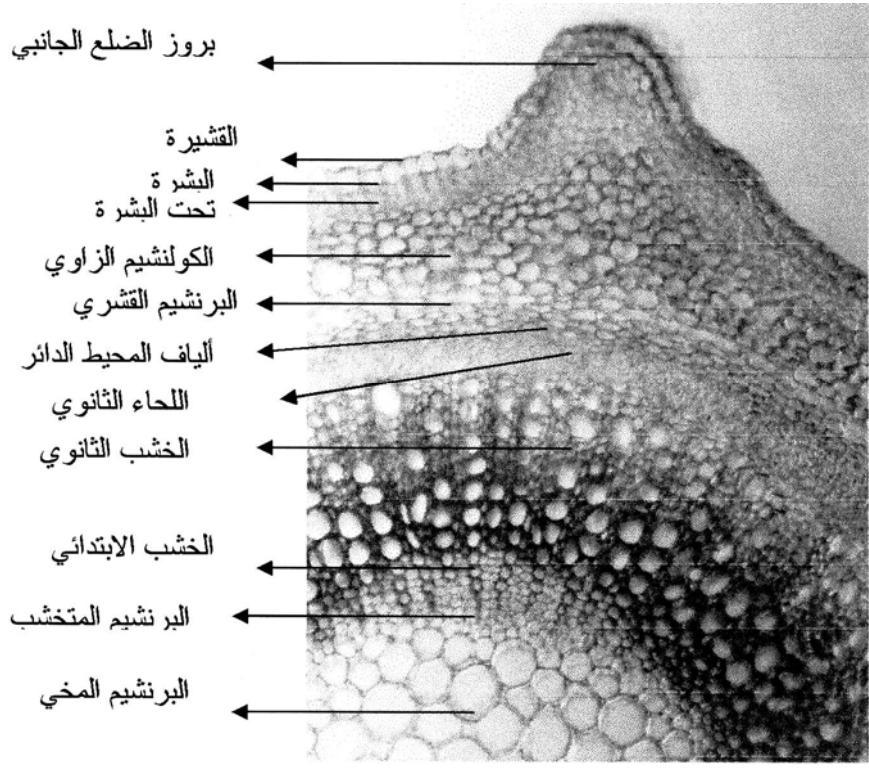 بروز الضلع الجانبي
القشيرة
البشرة
تحت البشرة
الكولنشيم الزاوي
البرنشيم القشري
ألياف المحيط الدائر
اللحاء الثانوي
الخشب الثانوي
الخشب الابتدائي
البرنشيم المتخشب
البرنشيم المخي